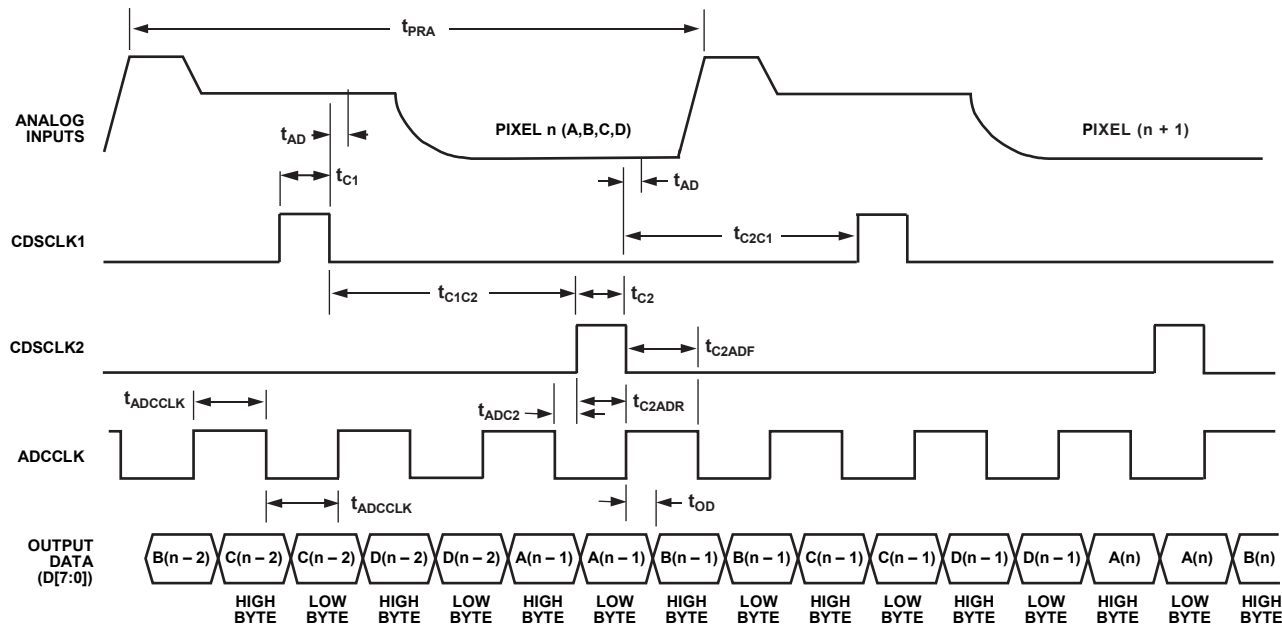 tPRA
ANALOG
INPUTS
tAD
PIXEL n (A,B,C,D)
PIXEL (n + 1)
tC1
tAD
CDSCLK1
tC2C1
tC1C2
tC2
CDSCLK2
tC2ADF
tADCCLK
tADC2
tC2ADR
ADCCLK
tADCCLK
tOD
OUTPUT
DATA
(D[7:0])
B(n – 2) C(n – 2) C(n – 2) D(n – 2) D(n – 2) A(n – 1) A(n – 1) B(n – 1) B(n – 1) C(n – 1) C(n – 1) D(n – 1) D(n – 1) A(n) A(n) B(n)
HIGH LOW HIGH LOW HIGH LOW HIGH LOW HIGH LOW HIGH LOW HIGH LOW HIGH
BYTE BYTE BYTE BYTE BYTE BYTE BYTE BYTE BYTE BYTE BYTE BYTE BYTE BYTE BYTE